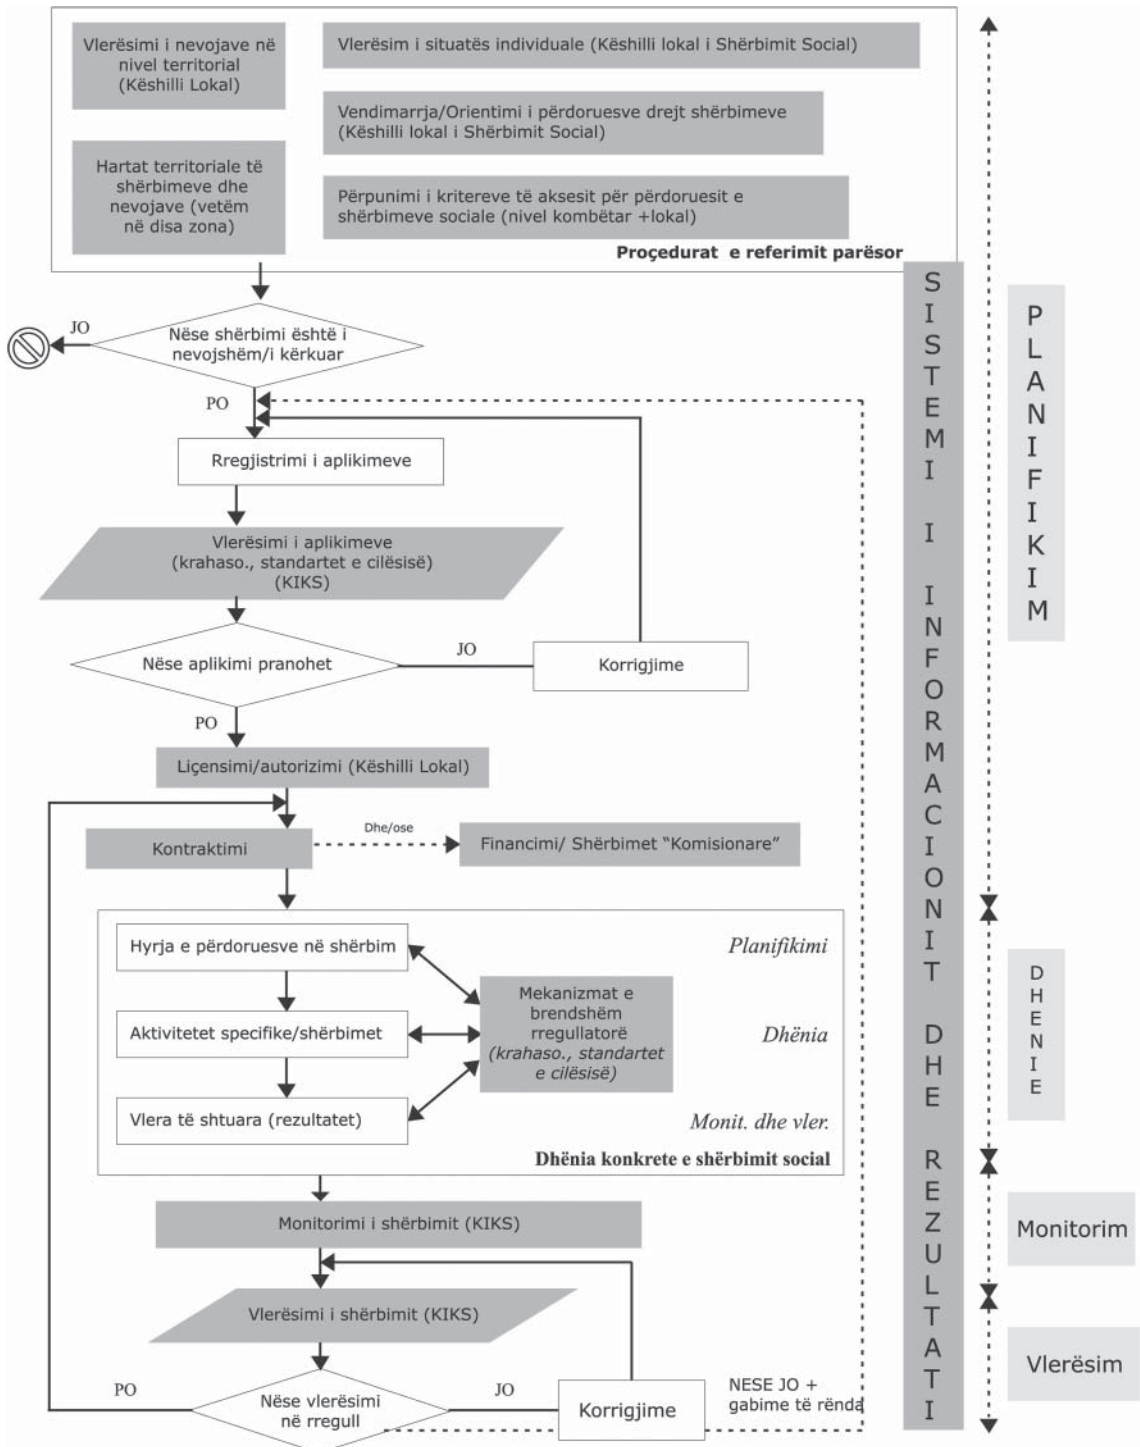 Vlerësimi i nevojave në
nivel territorial
(Këshilli Lokal)
Vlerësim i situatës individuale (Këshilli lokal i Shërbimit Social)
Vendimarrja/Orientimi i përdoruesve drejt shërbimeve
(Këshilli lokal i Shërbimit Social)
Hartat territoriale të
shërbimeve dhe
nevojave (vetëm
në disa zona)
Përpunimi i kritereve të aksesit për përdoruesit e
shërbimeve sociale (nivel kombëtar +lokal)
Proçedurat e referimit parësor
Nëse shërbimi është i
nevojshëm/i kërkuar
JO
PO
Rregjistrimi i aplikimeve
Vlerësimi i aplikimeve
(krahaso., standartet e cilësisë)
(KIKS)
Nëse aplikimi pranohet
JO
Korrigjime
PO
Liçensimi/autorizimi (Këshilli Lokal)
Kontraktimi
Dhe/ose
Financimi/ Shërbimet “Komisionare”
Hyrja e përdoruesve në shërbim
Planifikimi
Aktivitetet specifike/shërbimet
Mekanizmat e
brendshëm
rregullatorë
(krahaso., standartet
e cilësisë)
Dhënia
Vlera të shtuara (rezultatet)
Monit. dhe vler.
Dhënia konkrete e shërbimit social
Monitorimi i shërbimit (KIKS)
Vlerësimi i shërbimit (KIKS)
Nëse vlerësimi
në rregull
PO
JO
Korrigjime
NESE JO +
gabime të rënda
SISTEMI I INFORMACIONIT DHE REZULTATI
PLANIFIKIM
DHENIE
Monitorim
Vlerësim